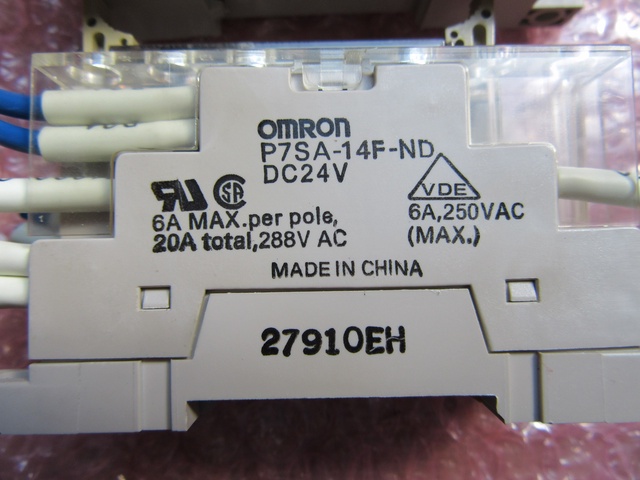 OMRON
P7SA-14F-ND
DC24V
VDE
6A MAX.per pole,
20A total,288V AC
6A,250VAC
(MAX.)
MADE IN CHINA
27910EH